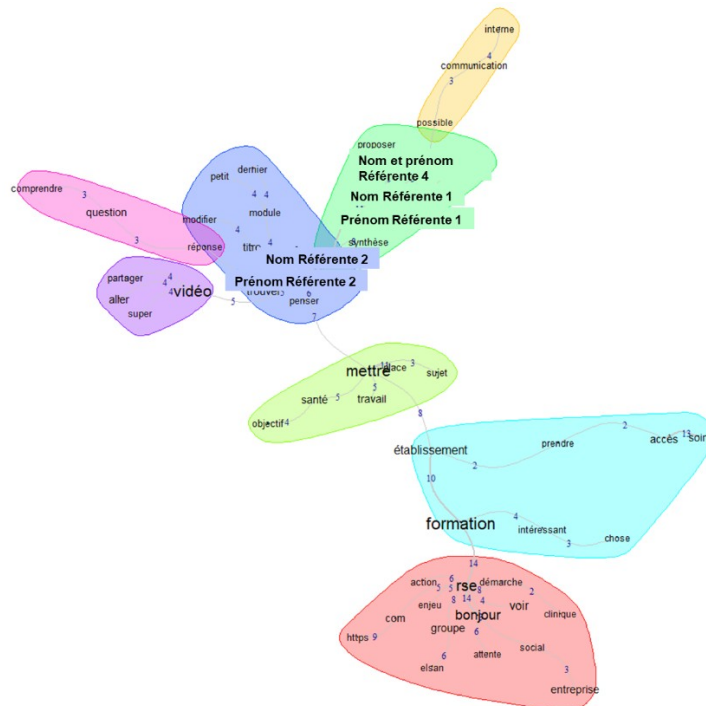 interne
4
communication
3
possible
proposer
Nom et prénom
Référente 4
Nom Référente 1
Prénom Référente 1
synthèse
petit
dernier
4 4
module
modifier
4
titre
4
Nom Référente 2
Prénom Référente 2
trouver
6
penser
7
comprendre
3
question
3
réponse
partager
4
4
4
vidéo
5
aller
super
mettre
11
place
3
sujet
5
santé
5
travail
objectif
4
8
établissement
2
prendre
2
accès
13
soin
10
formation
4
intéressant
3
chose
14
action
6
5
5
rse
8
démarche
2
enjeu
8
14
4
voir
clinique
com
bonjour
groupe
6
https
9
social
elsan
6
attente
3
entreprise